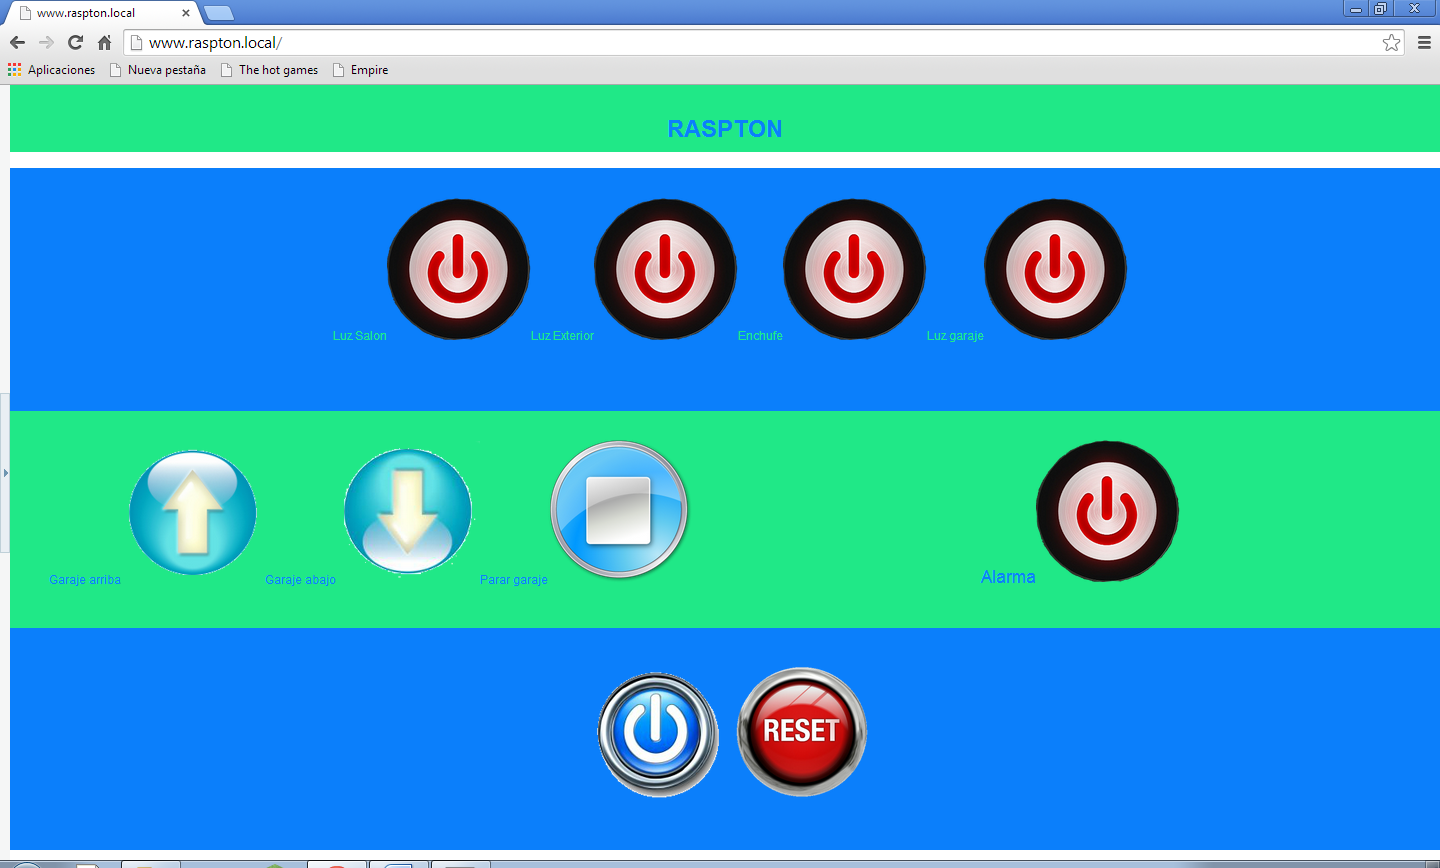 www.raspton.local
www.raspton.local/
Aplicaciones Nueva pestaña The hot games Empire
RASPTON
Luz Salon Luz Exterior Enchufe Luz garaje
Garaje arriba Garaje abajo Parar garaje Alarma
RESET